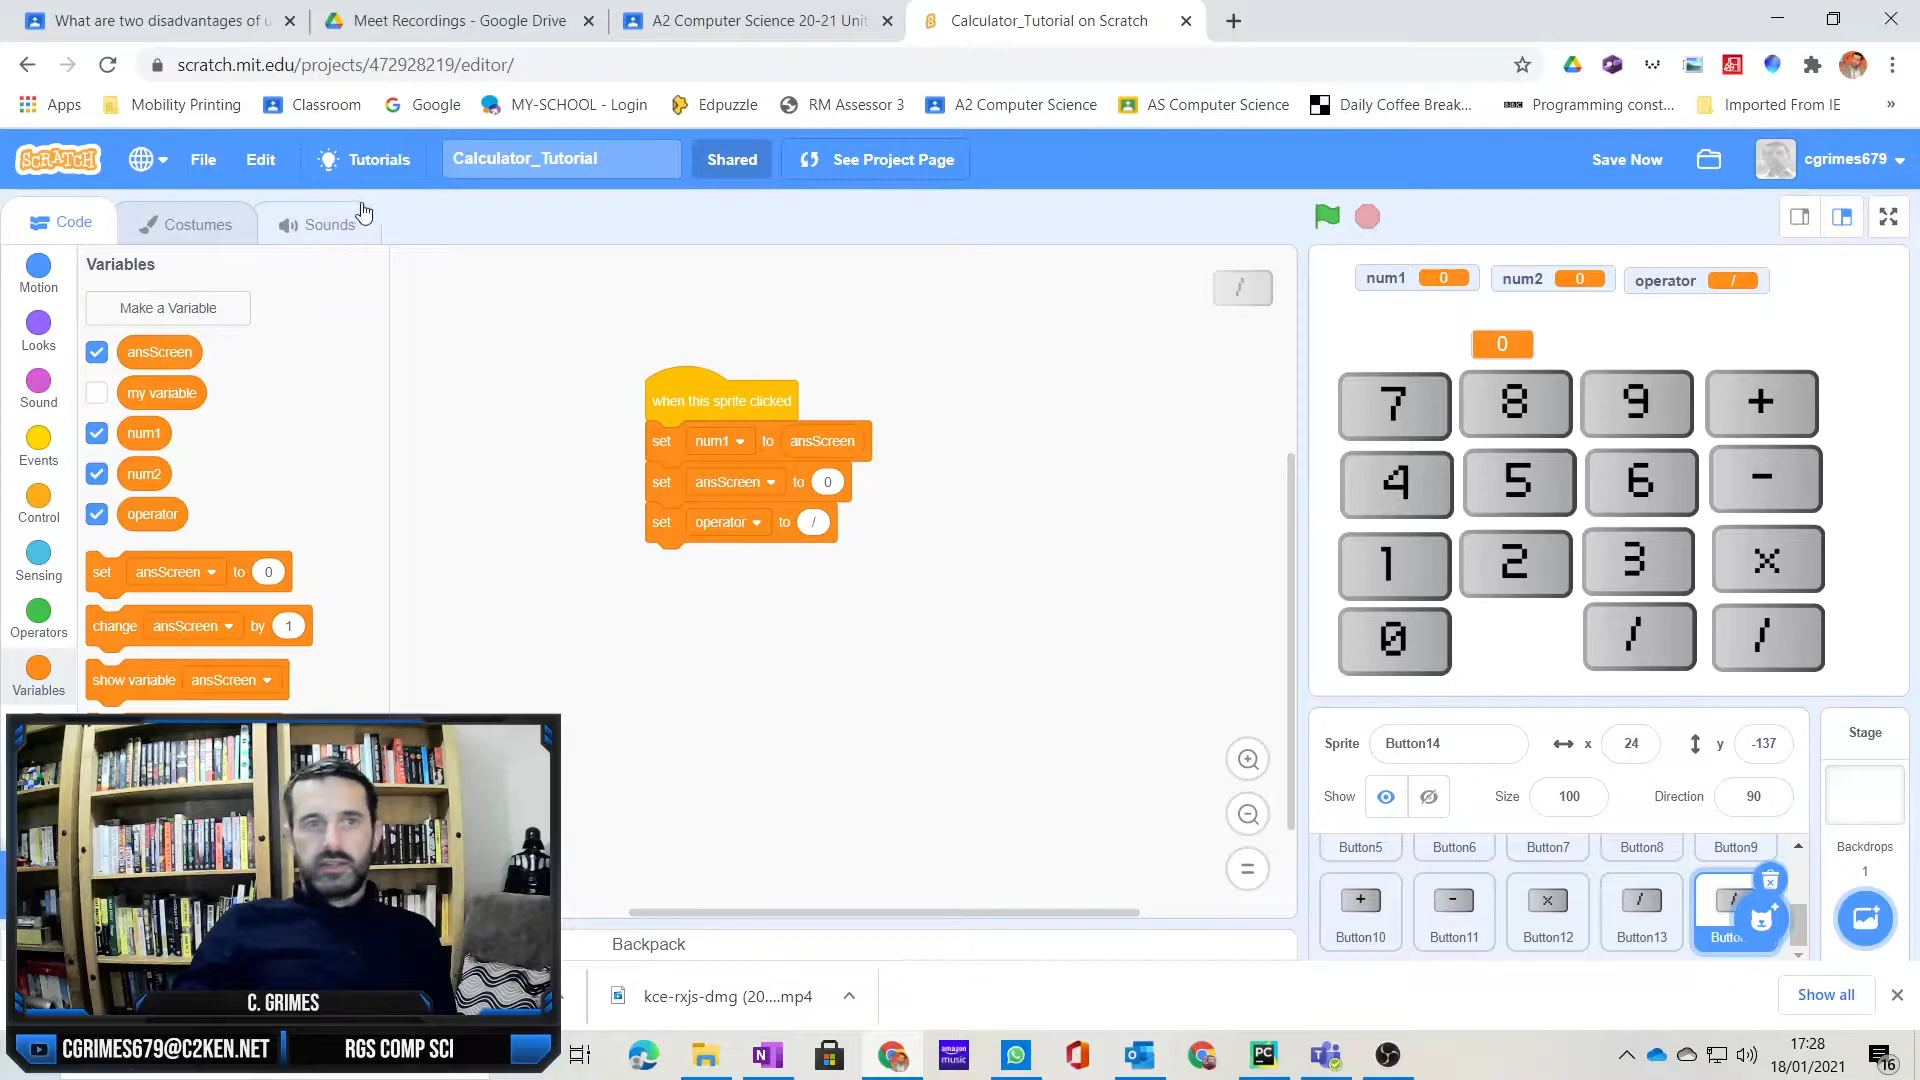 What are two disadvantages of u
Meet Recordings - Google Drive
A2 Computer Science 20-21 Unit
Calculator_Tutorial on Scratch
scratch.mit.edu/projects/472928219/editor/
Apps
Mobility Printing
Classroom
Google
MY-SCHOOL - Login
Edpuzzle
RM Assessor 3
A2 Computer Science
AS Computer Science
Daily Coffee Break...
BBC
Programming const...
Imported From IE
»
SCRATCH
File
Edit
Tutorials
Calculator_Tutorial
Shared
See Project Page
Save Now
cgrimes679
Code
Costumes
Sounds
Motion
Looks
Sound
Events
Control
Sensing
Operators
Variables
Variables
Make a Variable
ansScreen
my variable
num1
num2
operator
set ansScreen to 0
change ansScreen by 1
show variable ansScreen
when this sprite clicked
set num1 to ansScreen
set ansScreen to 0
set operator to /
/
num1 0 num2 0 operator /
0
7 8 9 +
4 5 6 -
1 2 3 x
0 / /
Sprite Button14 x 24 y -137
Show Size 100 Direction 90
Button5 Button6 Button7 Button8 Button9
+ - x / /
Button10 Button11 Button12 Button13 Butto
Stage
Backdrops
1
Backpack
kce-rxjs-dmg (20....mp4
Show all
C. GRIMES
CGRIMES679@C2KEN.NET RGS COMP SCI
amazon music
PC
17:28
18/01/2021
16